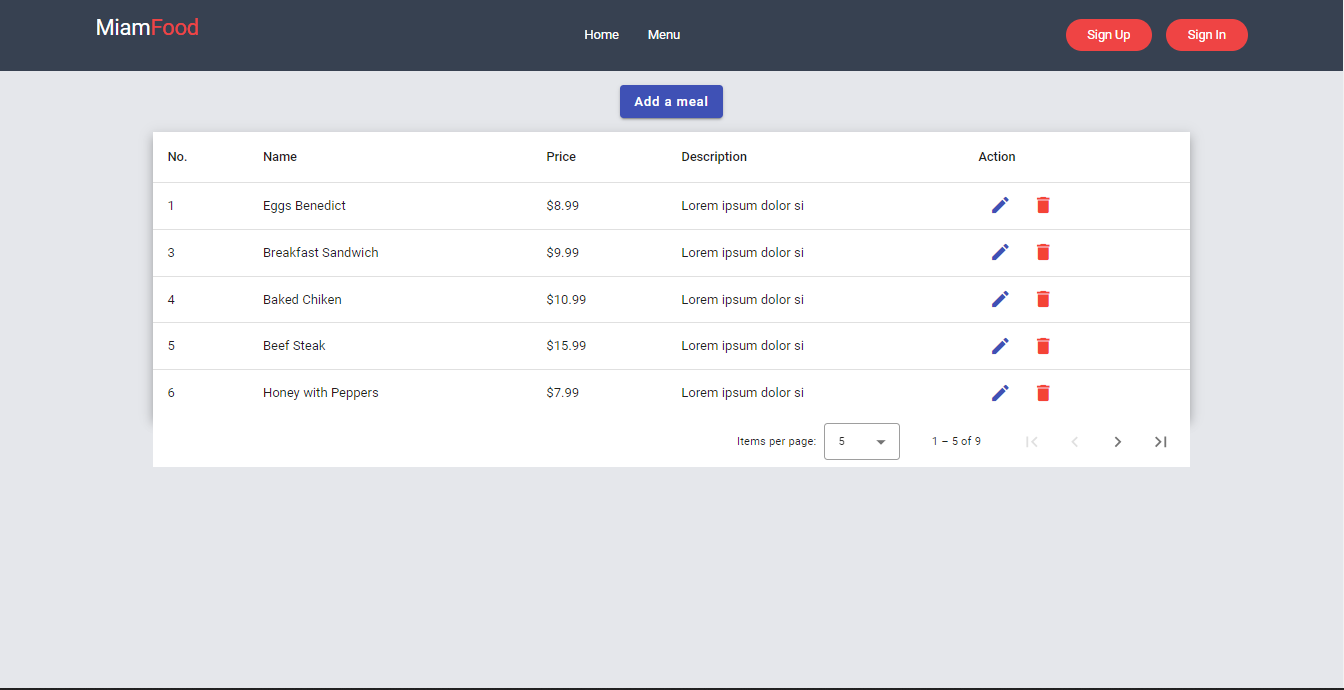 MiamFood
Home Menu Sign Up Sign In
Add a meal
No. Name Price Description Action
1 Eggs Benedict $8.99 Lorem ipsum dolor si
3 Breakfast Sandwich $9.99 Lorem ipsum dolor si
4 Baked Chiken $10.99 Lorem ipsum dolor si
5 Beef Steak $15.99 Lorem ipsum dolor si
6 Honey with Peppers $7.99 Lorem ipsum dolor si
Items per page: 5 1 – 5 of 9